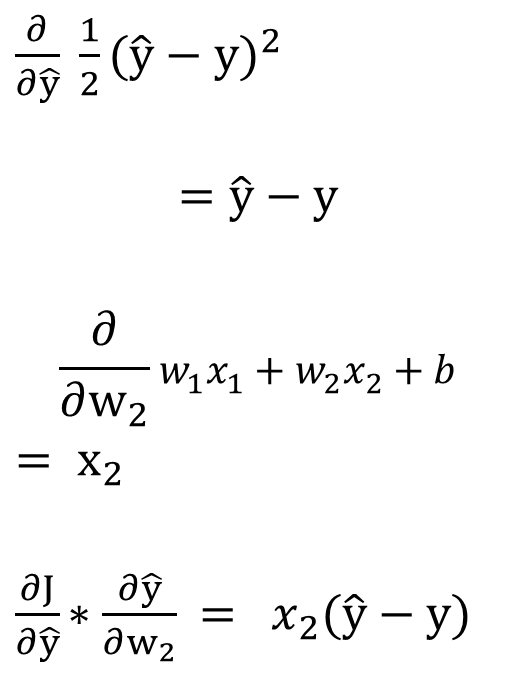 ∂/∂ŷ 1/2 (ŷ − y)²
= ŷ − y
∂/∂w₂ w₁x₁ + w₂x₂ + b
= x₂
∂J/∂ŷ * ∂ŷ/∂w₂ = x₂(ŷ − y)